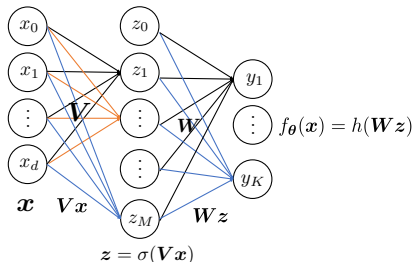 x_0 z_0
x_1 z_1 y_1
⋮ V ⋮ W ⋮ f_θ(x) = h(Wz)
x_d ⋮ y_K
x Vx z_M Wz
z = σ(Vx)